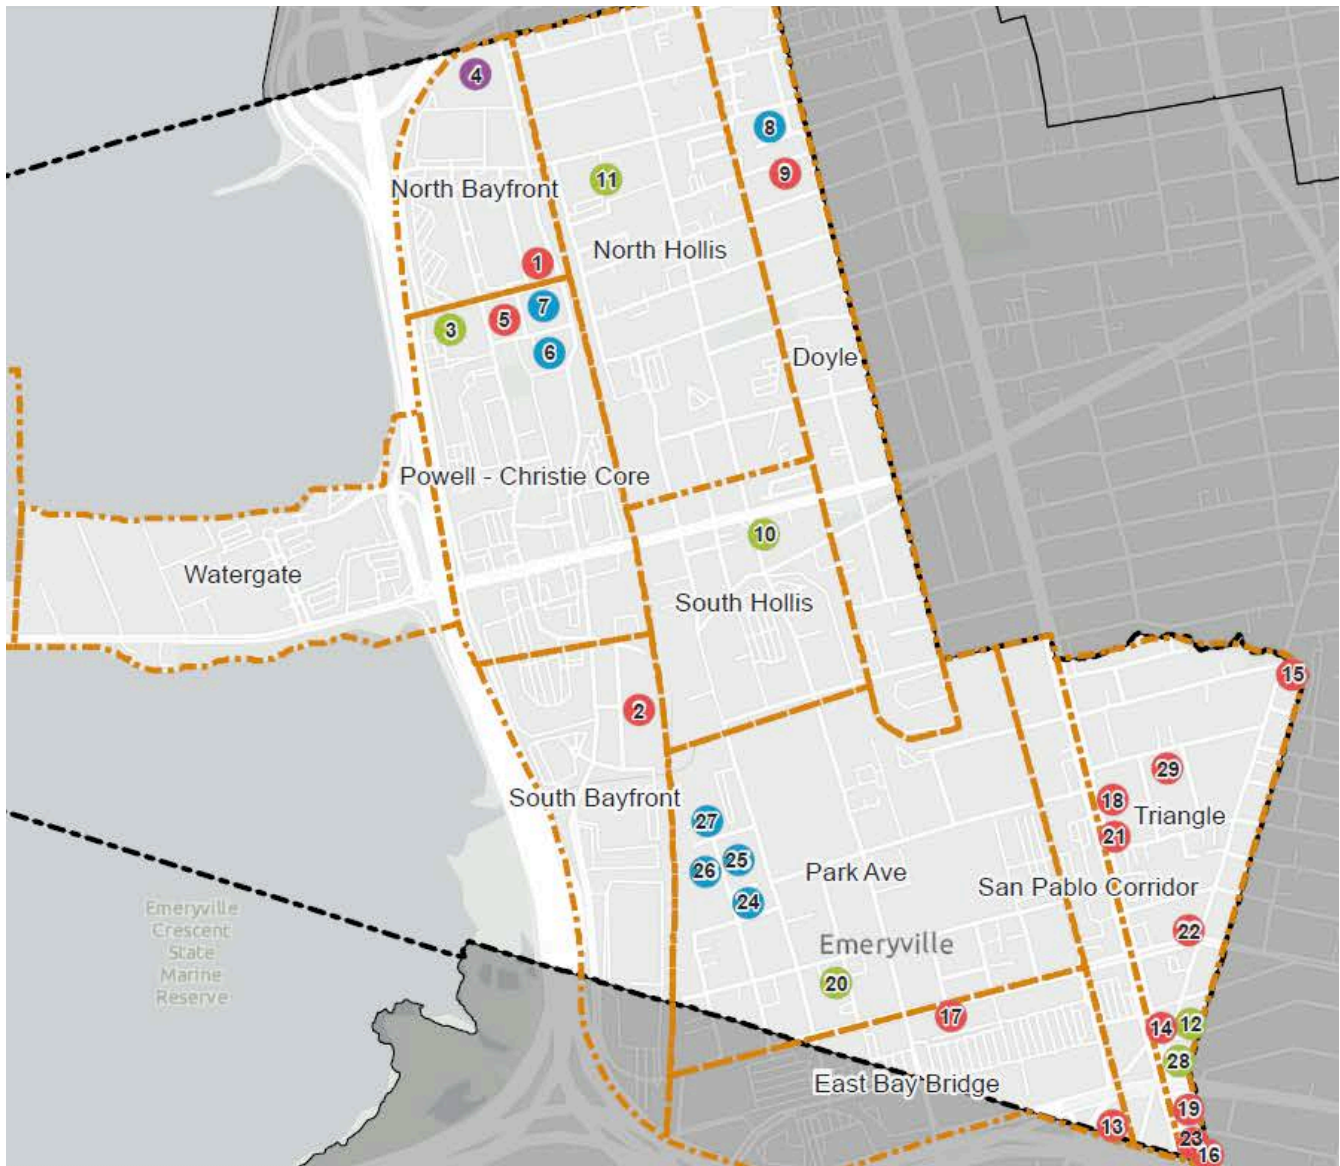 4
8
9
North Bayfront
11
North Hollis
1
7
3
5
6
Doyle
Powell - Christie Core
10
Watergate
South Hollis
15
2
29
18
South Bayfront
Triangle
27
21
25
26
Park Ave
San Pablo Corridor
24
Emeryville
Crescent
State
Marine
Reserve
22
Emeryville
20
17
14
12
28
East Bay Bridge
19
13
23
16